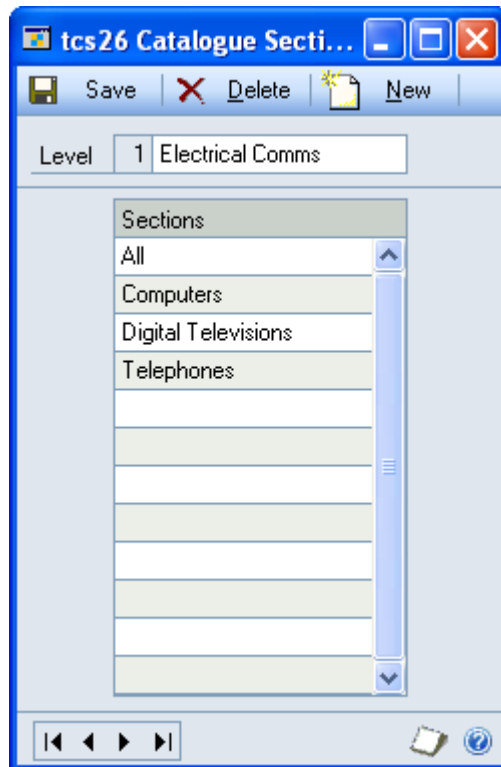 tcs26 Catalogue Secti...
Save Delete New
Level 1 Electrical Comms
Sections
All
Computers
Digital Televisions
Telephones